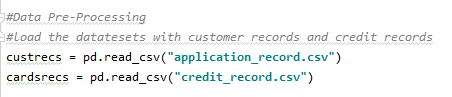 #Data Pre-Processing
#load the datatesets with customer records and credit records
custrecs = pd.read_csv("application_record.csv")
cardsrecs = pd.read_csv("credit_record.csv")